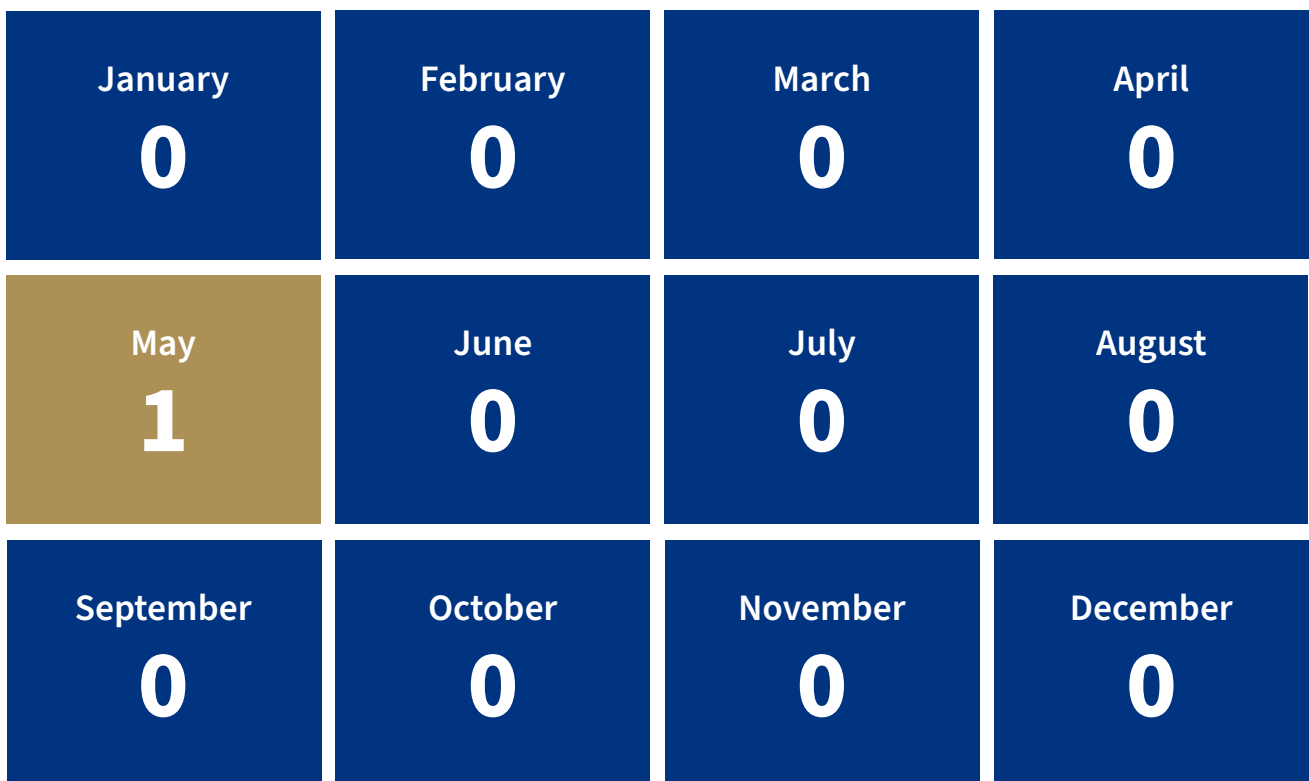 January February March April
0 0 0 0
May June July August
1 0 0 0
September October November December
0 0 0 0